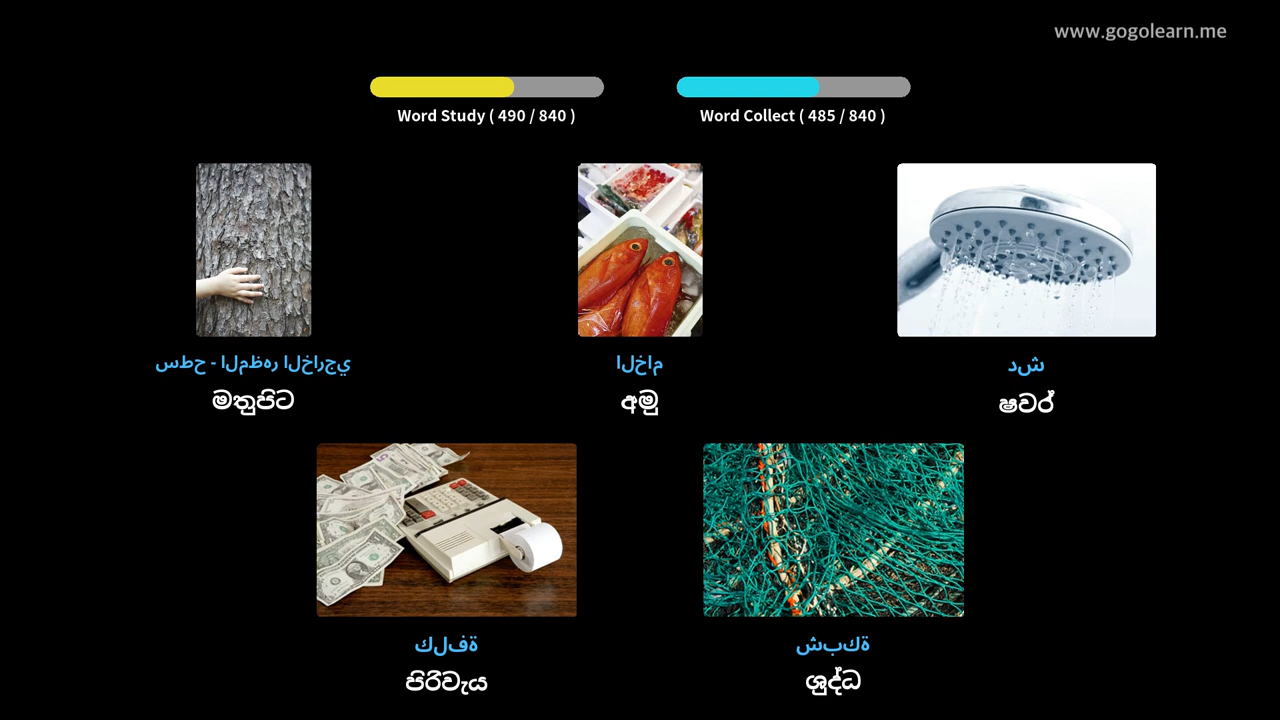 www.gogolearn.me
Word Study ( 490 / 840 )
Word Collect ( 485 / 840 )
سطح - المظهر الخارجي
මතුපිට
الخام
අමු
دش
ෂවර්
كلفة
පිරිවැය
شبكة
ශුද්ධ